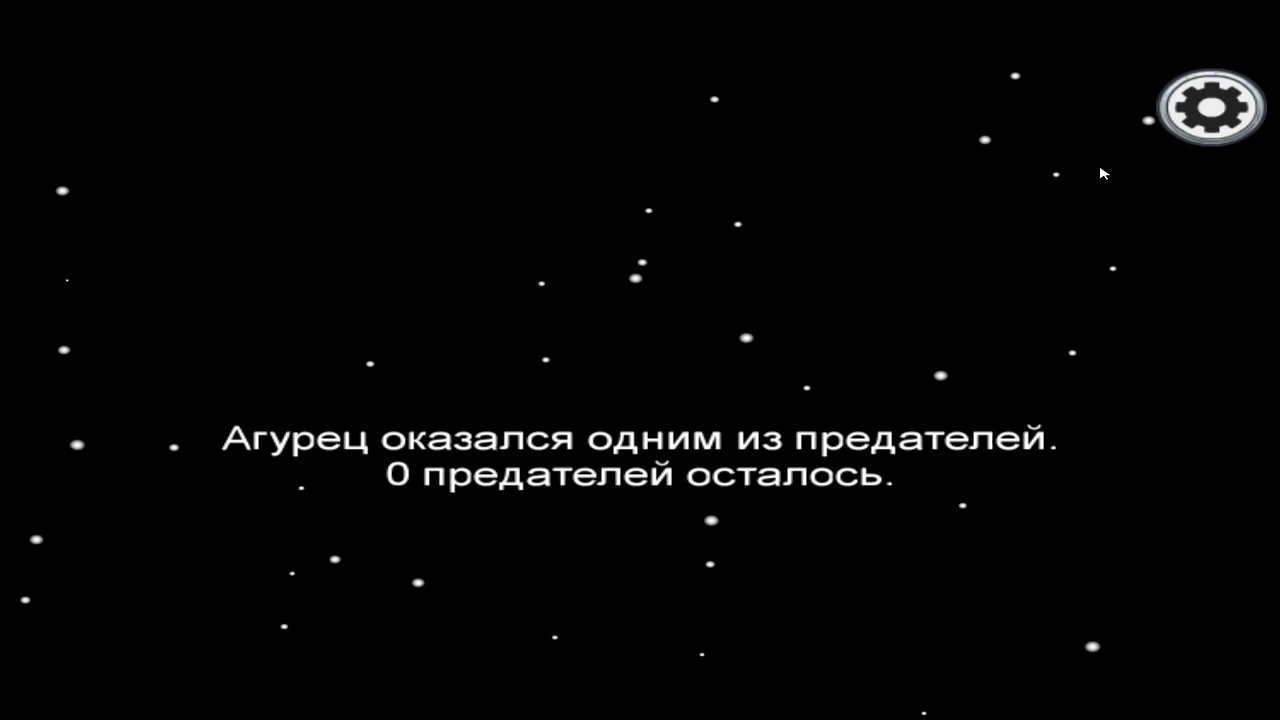 Агурец оказался одним из предателей.
0 предателей осталось.